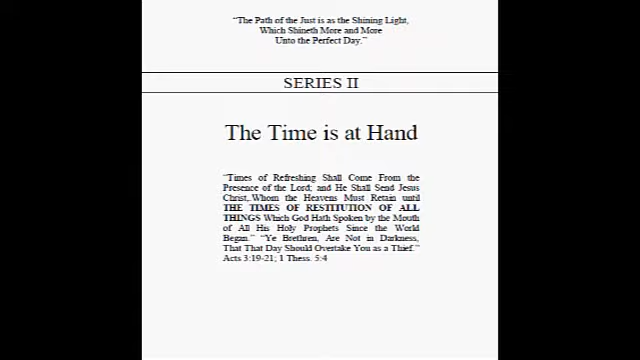 “The Path of the Just is as the Shining Light,
Which Shineth More and More
Unto the Perfect Day.”
SERIES II
The Time is at Hand
“Times of Refreshing Shall Come From the
Presence of the Lord; and He Shall Send Jesus
Christ, Whom the Heavens Must Retain until
THE TIMES OF RESTITUTION OF ALL
THINGS Which God Hath Spoken by the Mouth
of All His Holy Prophets Since the World
Began.” “Ye Brethren, Are Not in Darkness,
That That Day Should Overtake You as a Thief.”
Acts 3:19-21; 1 Thess. 5:4